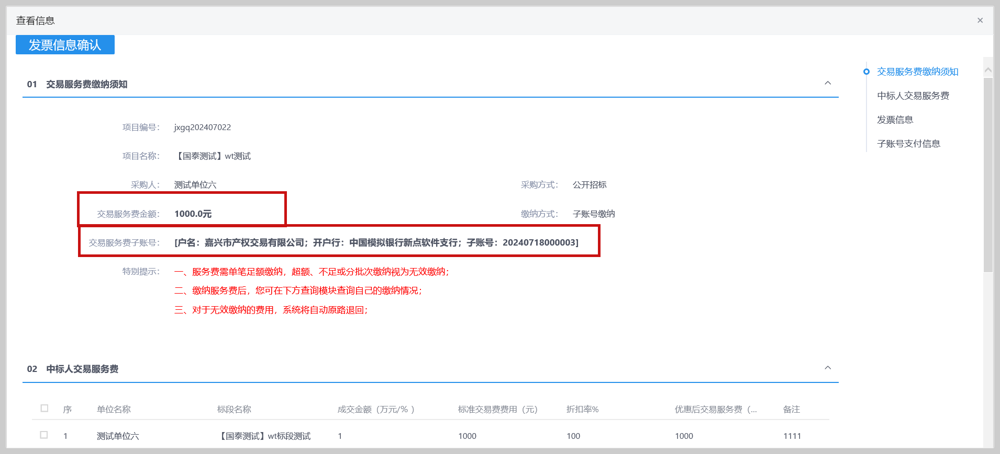 查看信息
发票信息确认
01 交易服务费缴纳须知
项目编号： jxgq202407022
项目名称： 【国泰测试】wt测试
采购人： 测试单位六 采购方式： 公开招标
交易服务费金额： 1000.0元 缴纳方式： 子账号缴纳
交易服务费子账号： [户名：嘉兴市产权交易有限公司；开户行：中国模拟银行新点软件支行；子账号：20240718000003]
特别提示： 一、服务费需单笔足额缴纳，超额、不足或分批次缴纳视为无效缴纳；
二、缴纳服务费后，您可在下方查询模块查询自己的缴纳情况；
三、对于无效缴纳的费用，系统将自动原路退回；
02 中标人交易服务费
序 单位名称 标段名称 成交金额（万元/%） 标准交易费费用（元） 折扣率% 优惠后交易服务费（... 备注
1 测试单位六 【国泰测试】wt标段测试 1 1000 100 1000 1111
交易服务费缴纳须知
中标人交易服务费
发票信息
子账号支付信息